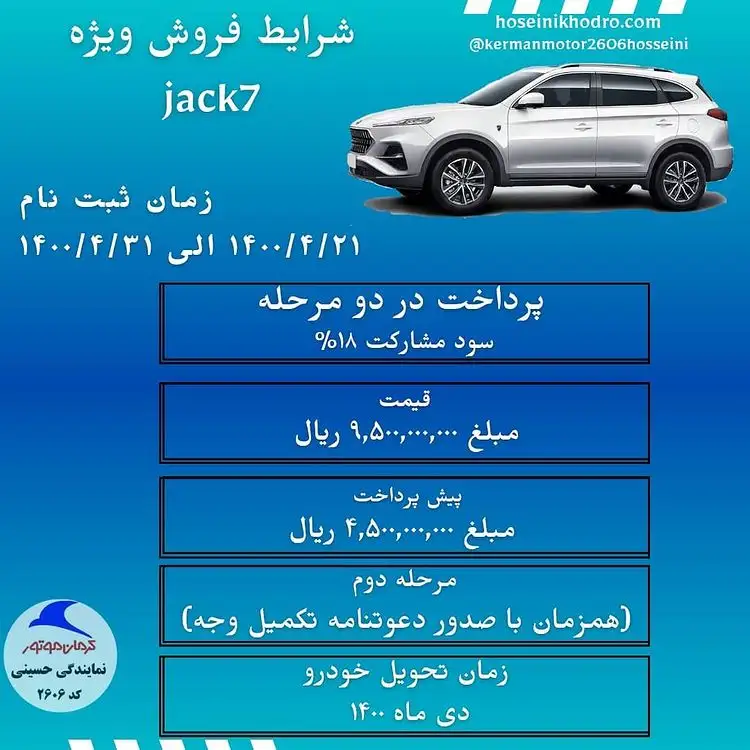 hoseinikhodro.com
@kermanmotor2606hosseini
شرایط فروش ویژه
jack7
زمان ثبت نام
۱۴۰۰/۴/۲۱ الی ۱۴۰۰/۴/۳۱
پرداخت در دو مرحله
سود مشارکت ۱۸%
قیمت
مبلغ ۹,۵۰۰,۰۰۰,۰۰۰ ریال
پیش پرداخت
مبلغ ۴,۵۰۰,۰۰۰,۰۰۰ ریال
مرحله دوم
(همزمان با صدور دعوتنامه تکمیل وجه)
زمان تحویل خودرو
دی ماه ۱۴۰۰
کرمان موتور
نمایندگی حسینی
کد ۲۶۰۶